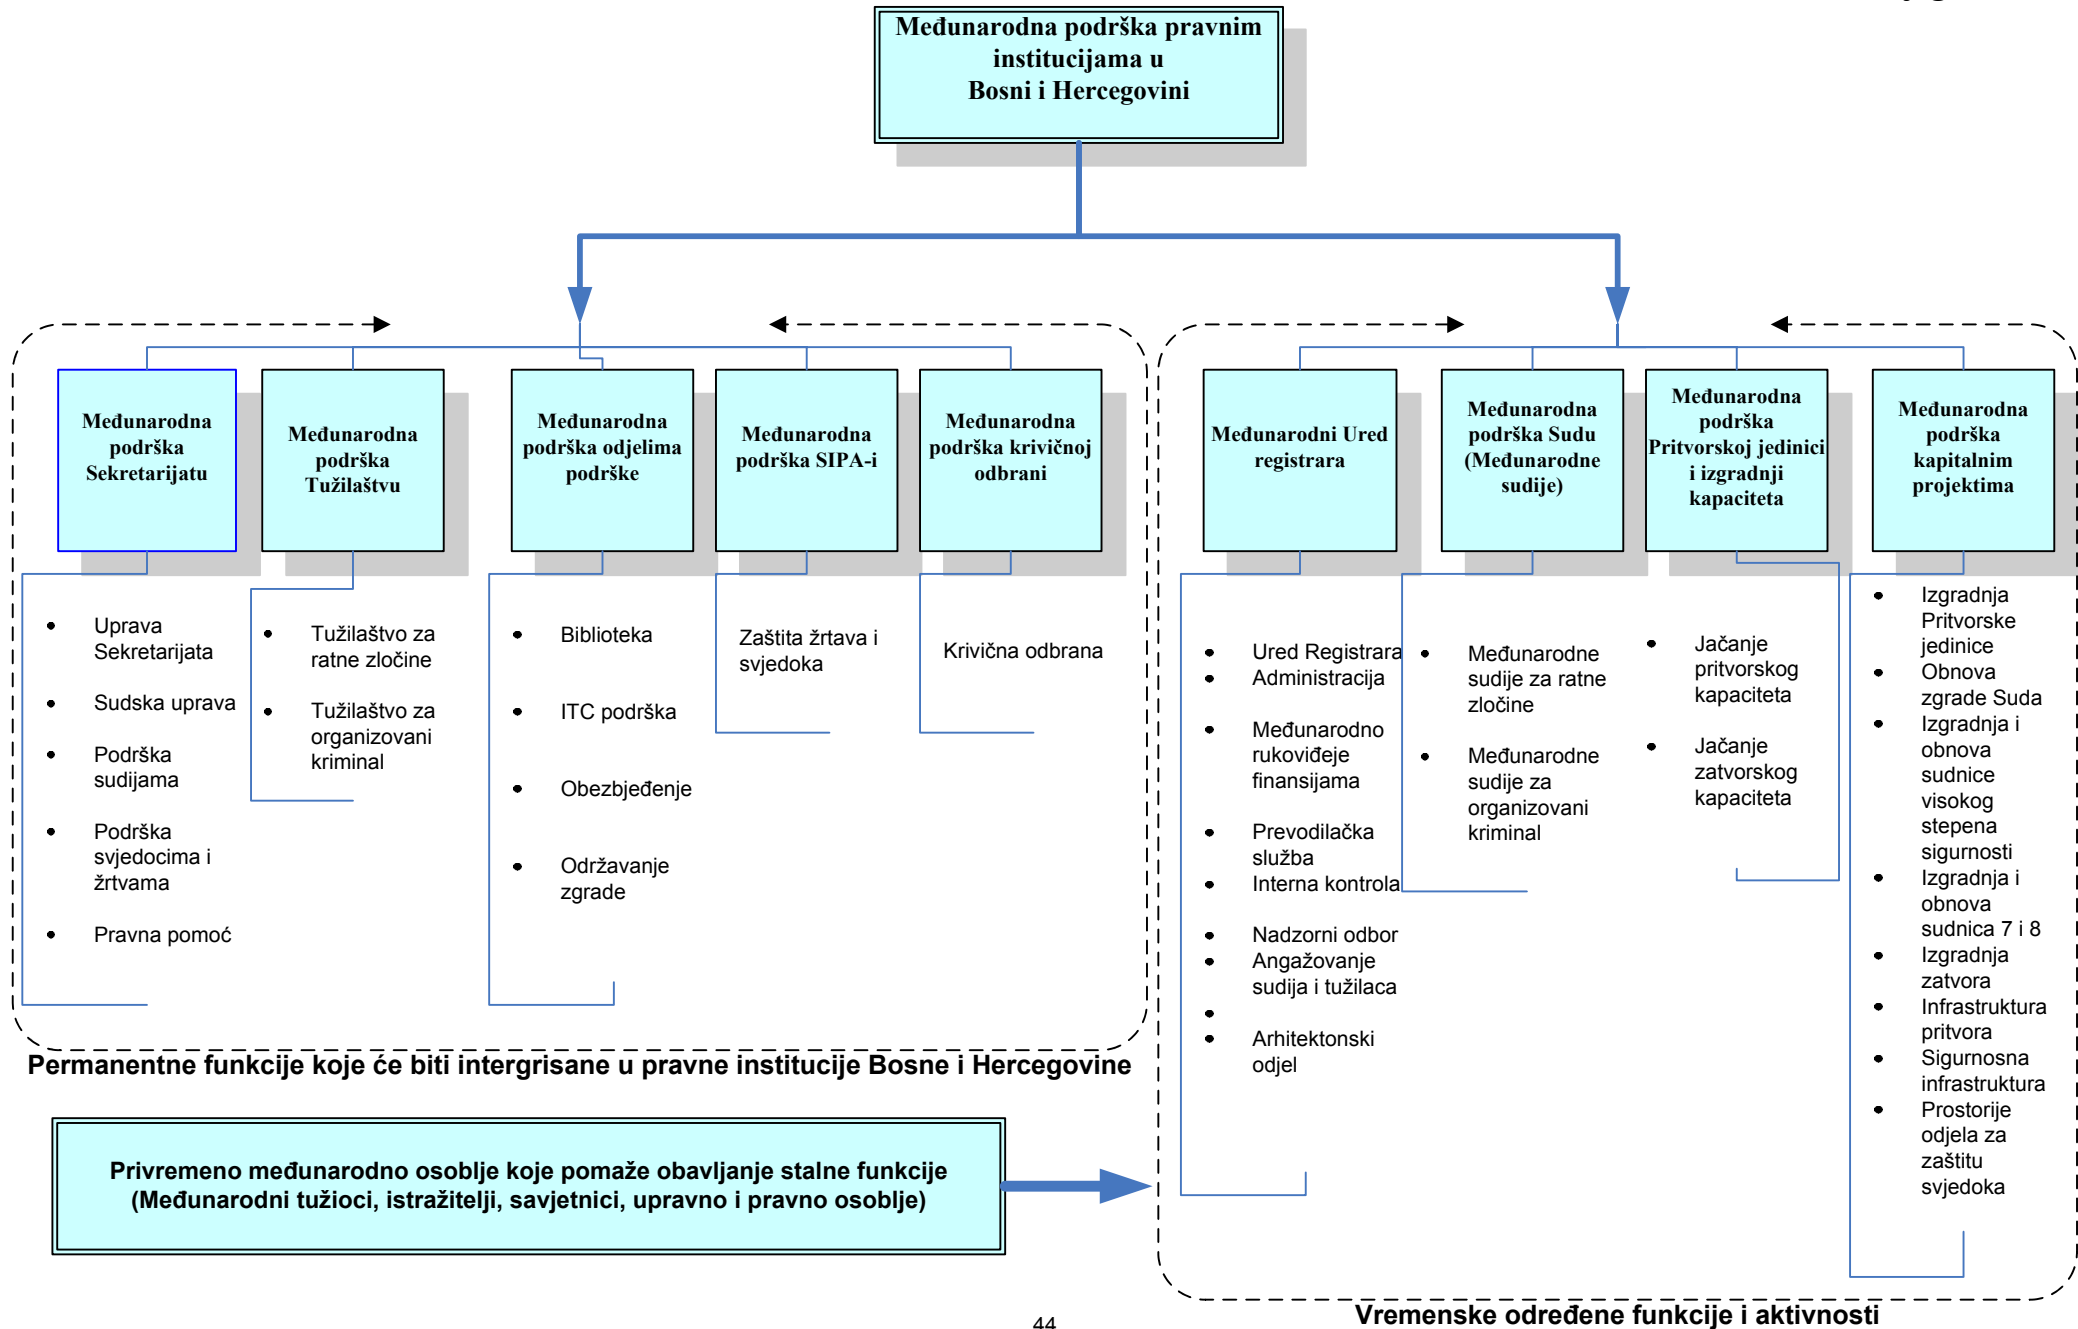 Međunarodna podrška pravnim
institucijama u
Bosni i Hercegovini
Međunarodna
podrška
Sekretarijatu
Međunarodna
podrška
Tužilaštvu
Međunarodna
podrška odjelima
podrške
Međunarodna
podrška SIPA-i
Međunarodna
podrška krivičnoj
odbrani
Međunarodni Ured
registrara
Međunarodna
podrška Sudu
(Međunarodne
sudije)
Međunarodna
podrška
Pritvorskoj jedinici
i izgradnji
kapaciteta
Međunarodna
podrška
kapitalnim
projektima
Uprava
Sekretarijata
Sudska uprava
Podrška
sudijama
Podrška
svjedocima i
žrtvama
Pravna pomoć
Tužilaštvo za
ratne zločine
Tužilaštvo za
organizovani
kriminal
Biblioteka
ITC podrška
Obezbjeđenje
Održavanje
zgrade
Zaštita žrtava i
svjedoka
Krivična odbrana
Ured Registrara
Administracija
Međunarodno
rukoviđeje
finansijama
Prevodilačka
služba
Interna kontrola
Nadzorni odbor
Angažovanje
sudija i tužilaca
Arhitektonski
odjel
Međunarodne
sudije za ratne
zločine
Međunarodne
sudije za
organizovani
kriminal
Jačanje
pritvorskog
kapaciteta
Jačanje
zatvorskog
kapaciteta
Izgradnja
Pritvorske
jedinice
Obnova
zgrade Suda
Izgradnja i
obnova
sudnice
visokog
stepena
sigurnosti
Izgradnja i
obnova
sudnica 7 i 8
Izgradnja
zatvora
Infrastruktura
pritvora
Sigurnosna
infrastruktura
Prostorije
odjela za
zaštitu
svjedoka
Permanentne funkcije koje će biti intergrisane u pravne institucije Bosne i Hercegovine
Privremeno međunarodno osoblje koje pomaže obavljanje stalne funkcije
(Međunarodni tužioci, istražitelji, savjetnici, upravno i pravno osoblje)
Vremenske određene funkcije i aktivnosti
44